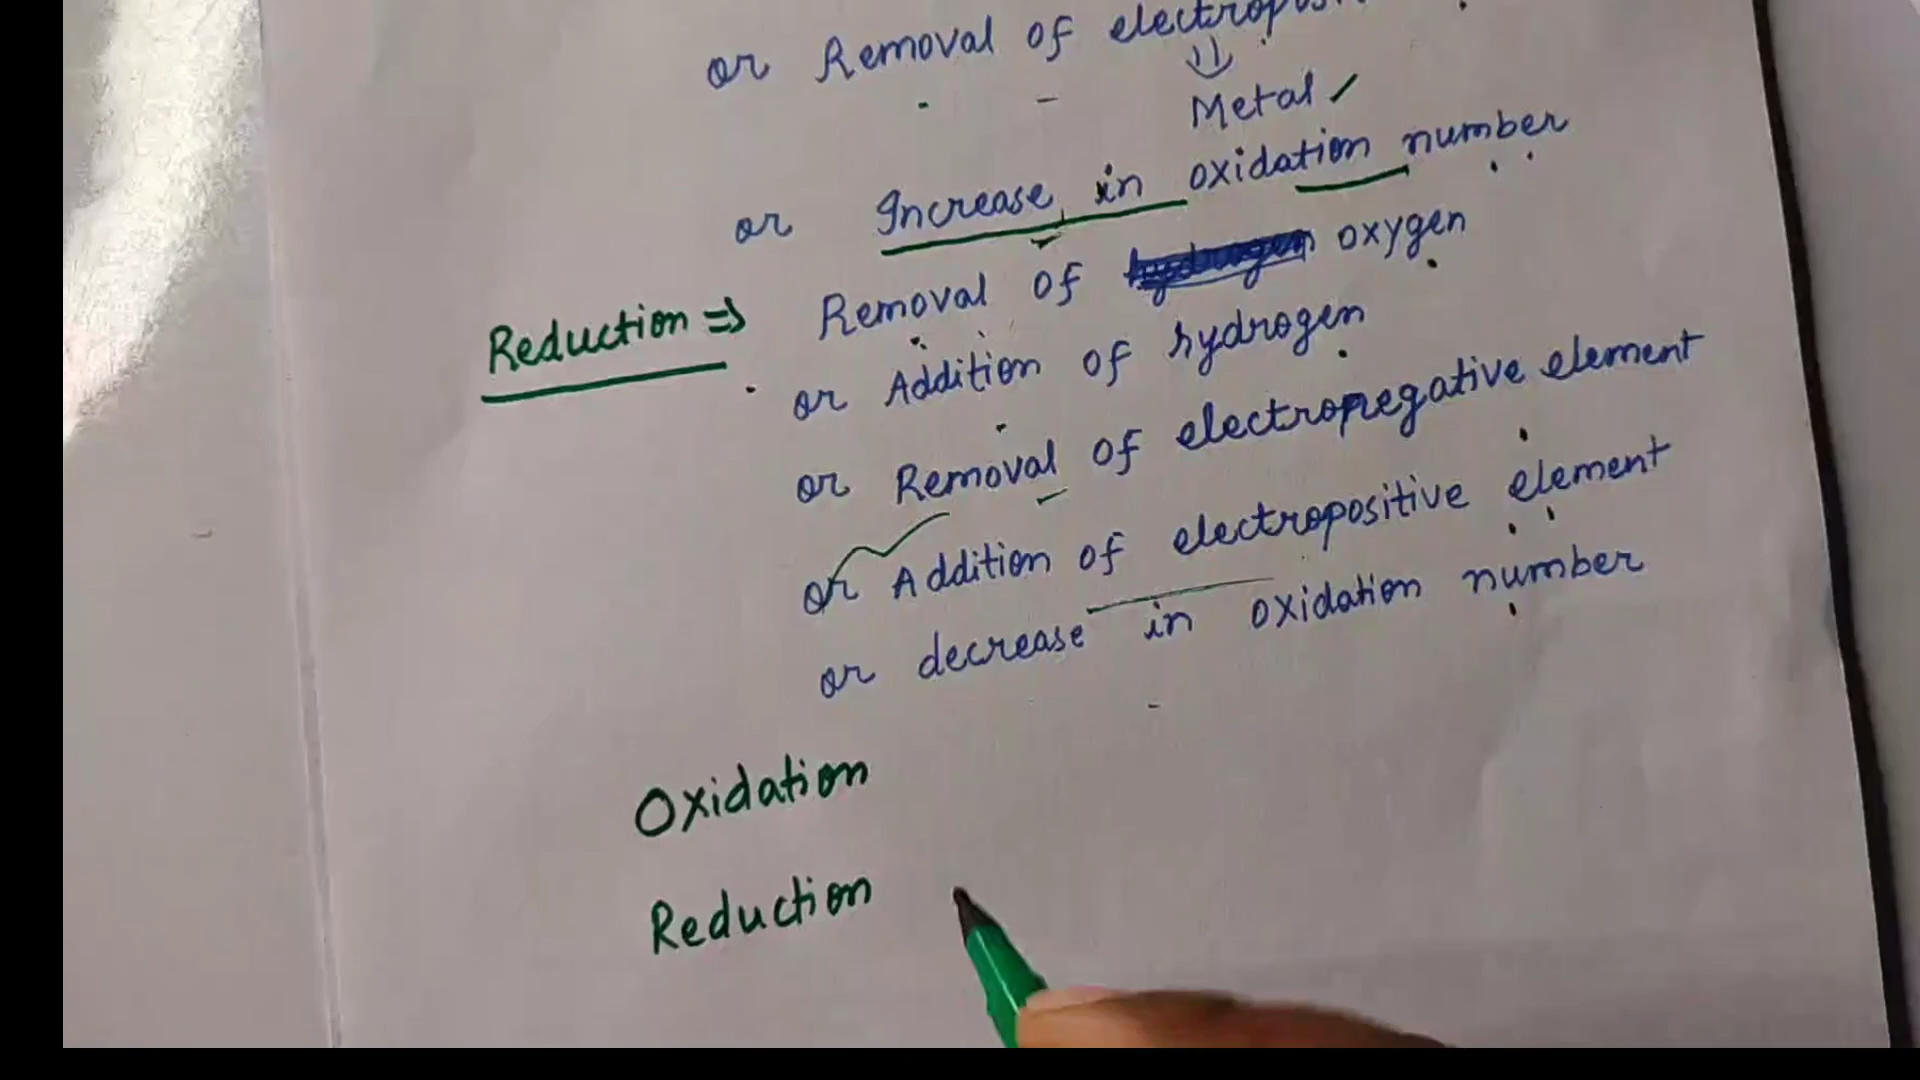 or Removal of
Metal
or Increase in oxidation number
Reduction ⇒ Removal of oxygen
or Addition of hydrogen
or Removal of electronegative element
or Addition of electropositive element
or decrease in oxidation number
Oxidation
Reduction